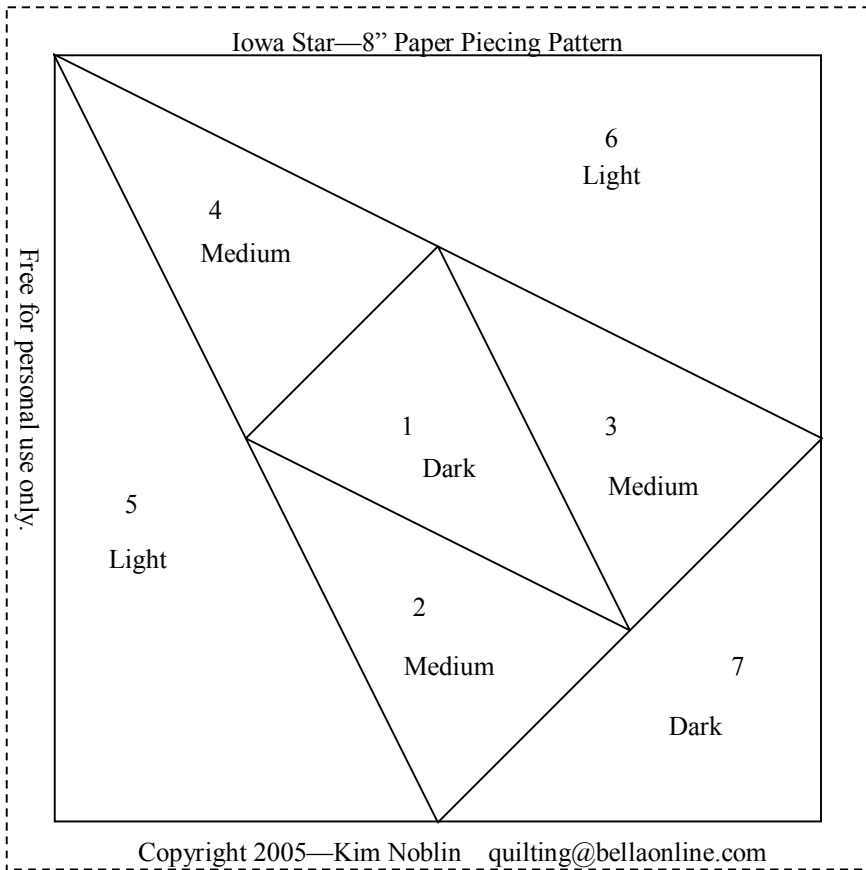 Iowa Star—8” Paper Piecing Pattern
6
Light
4
Medium
Free for personal use only.
1
Dark
3
Medium
5
Light
2
Medium
7
Dark
Copyright 2005—Kim Noblin quilting@bellaonline.com